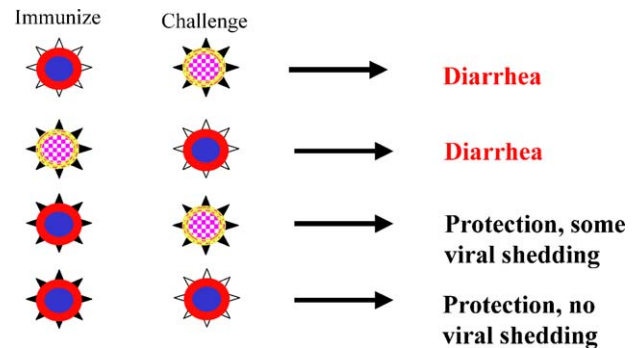 Immunize Challenge
Diarrhea
Diarrhea
Protection, some
viral shedding
Protection, no
viral shedding